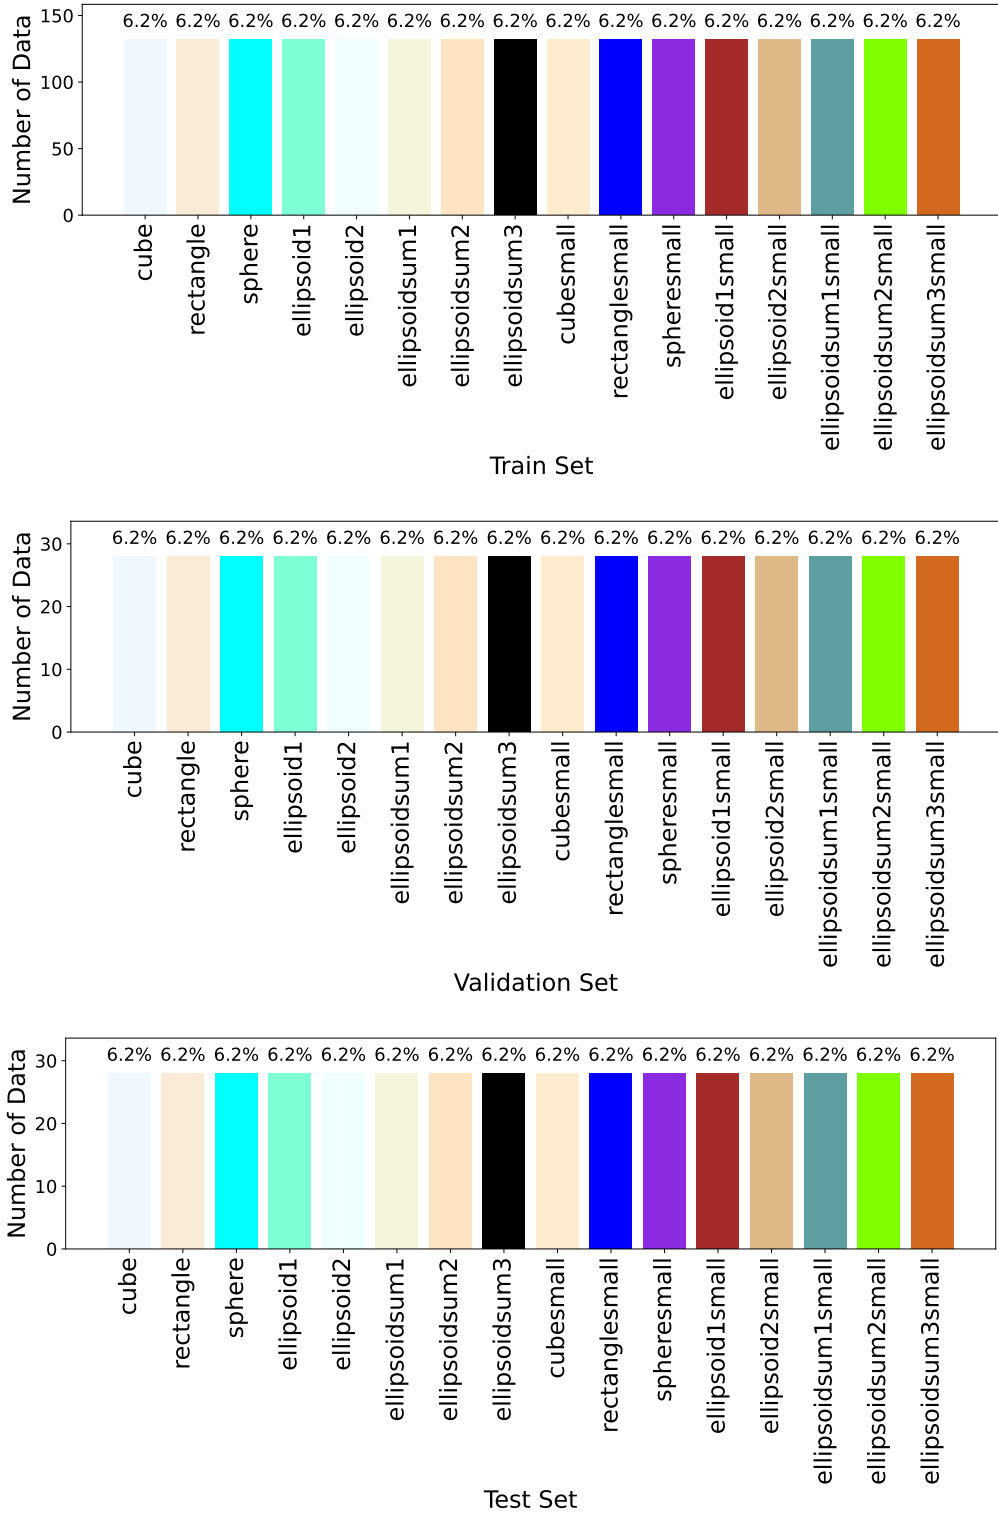 Number of Data
150
100
50
0
6.2% 6.2% 6.2% 6.2% 6.2% 6.2% 6.2% 6.2% 6.2% 6.2% 6.2% 6.2% 6.2% 6.2% 6.2% 6.2%
cube
rectangle
sphere
ellipsoid1
ellipsoid2
ellipsoidsum1
ellipsoidsum2
ellipsoidsum3
cubesmall
rectanglesmall
spheresmall
ellipsoid1small
ellipsoid2small
ellipsoidsum1small
ellipsoidsum2small
ellipsoidsum3small
Train Set
Number of Data
30
20
10
0
6.2% 6.2% 6.2% 6.2% 6.2% 6.2% 6.2% 6.2% 6.2% 6.2% 6.2% 6.2% 6.2% 6.2% 6.2% 6.2%
cube
rectangle
sphere
ellipsoid1
ellipsoid2
ellipsoidsum1
ellipsoidsum2
ellipsoidsum3
cubesmall
rectanglesmall
spheresmall
ellipsoid1small
ellipsoid2small
ellipsoidsum1small
ellipsoidsum2small
ellipsoidsum3small
Validation Set
Number of Data
30
20
10
0
6.2% 6.2% 6.2% 6.2% 6.2% 6.2% 6.2% 6.2% 6.2% 6.2% 6.2% 6.2% 6.2% 6.2% 6.2% 6.2%
cube
rectangle
sphere
ellipsoid1
ellipsoid2
ellipsoidsum1
ellipsoidsum2
ellipsoidsum3
cubesmall
rectanglesmall
spheresmall
ellipsoid1small
ellipsoid2small
ellipsoidsum1small
ellipsoidsum2small
ellipsoidsum3small
Test Set